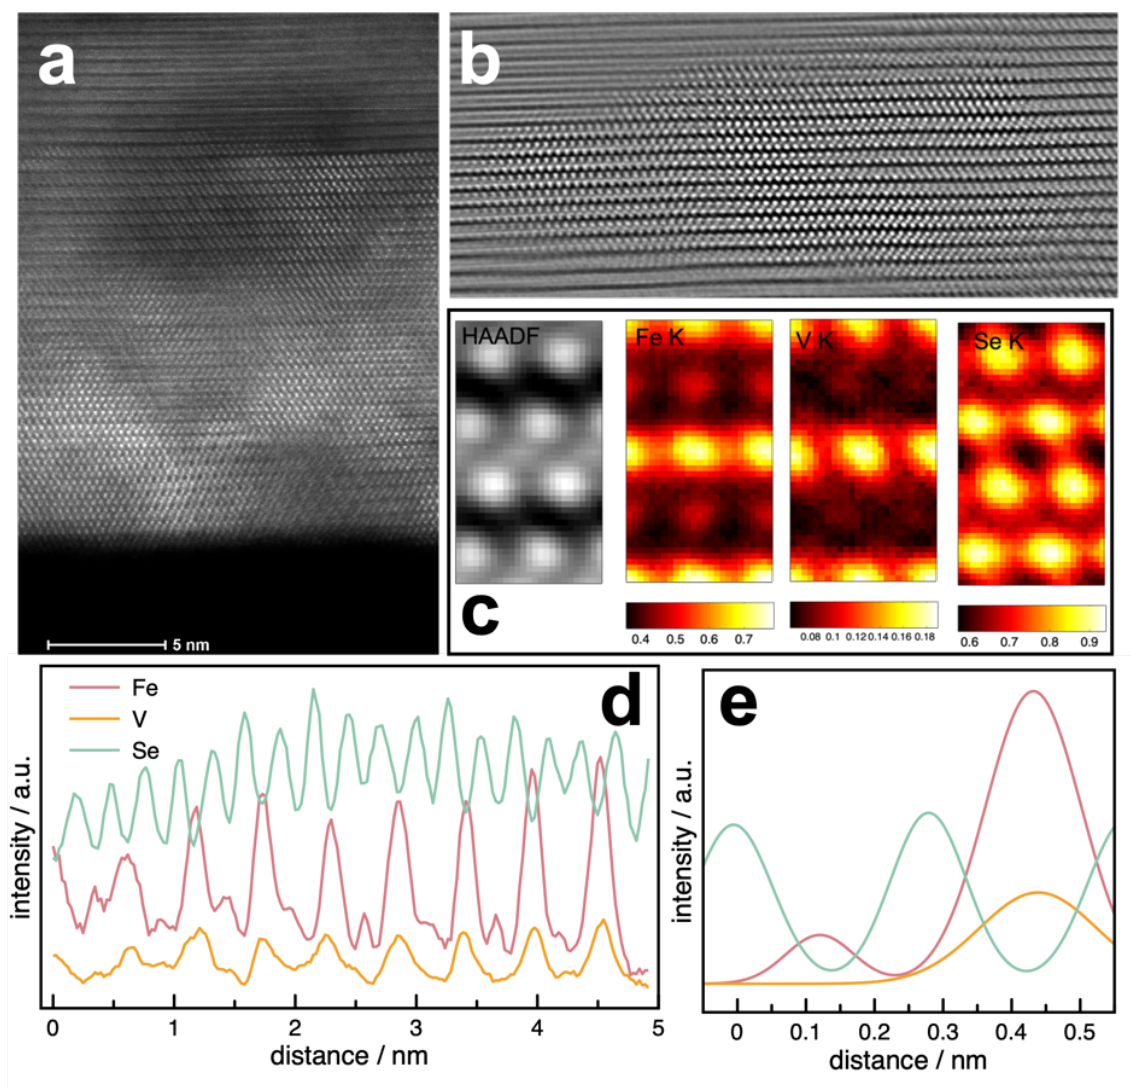 a
b
5 nm
HAADF
Fe K
V K
Se K
c
0.4 0.5 0.6 0.7
0.08 0.1 0.12 0.14 0.16 0.18
0.6 0.7 0.8 0.9
Fe
V
Se
d
intensity / a.u.
0 1 2 3 4 5
distance / nm
e
intensity / a.u.
0 0.1 0.2 0.3 0.4 0.5
distance / nm